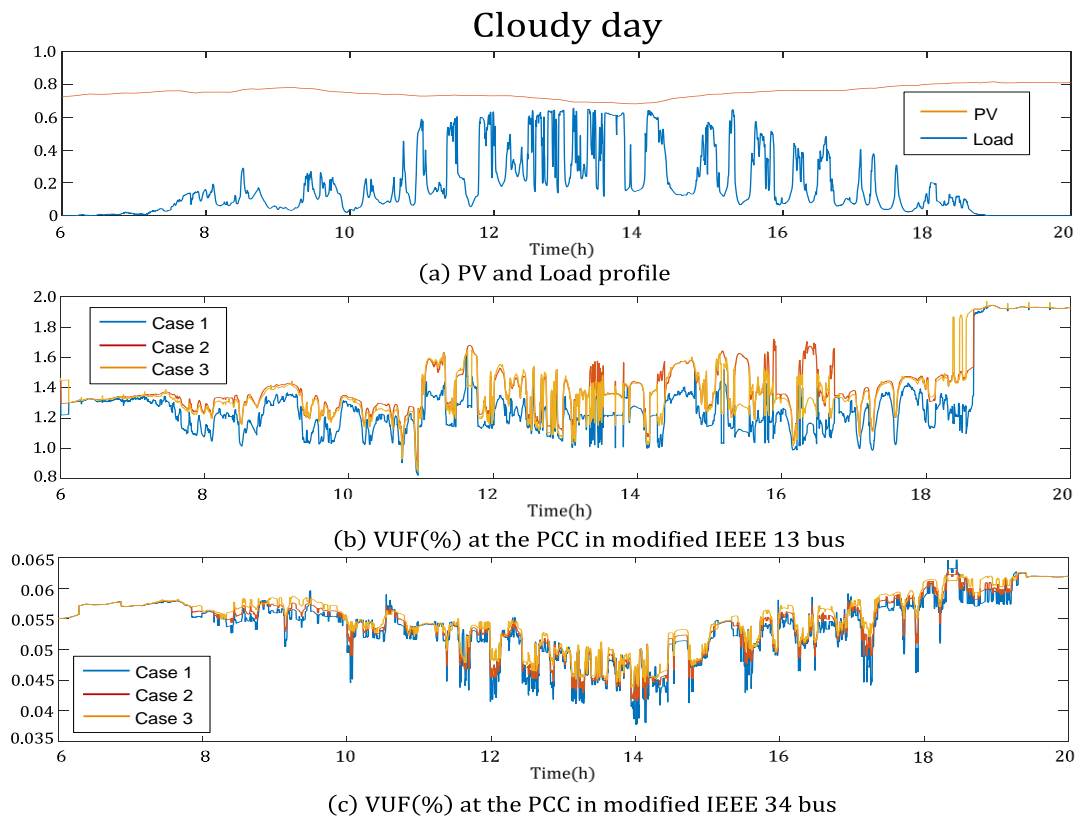 Cloudy day
1.0
0.8
0.6
0.4
0.2
0
PV
Load
6 8 10 12 14 16 18 20
Time(h)
(a) PV and Load profile
2.0
1.8
1.6
1.4
1.2
1.0
0.8
Case 1
Case 2
Case 3
6 8 10 12 14 16 18 20
Time(h)
(b) VUF(%) at the PCC in modified IEEE 13 bus
0.065
0.06
0.055
0.05
0.045
0.04
0.035
Case 1
Case 2
Case 3
6 8 10 12 14 16 18 20
Time(h)
(c) VUF(%) at the PCC in modified IEEE 34 bus